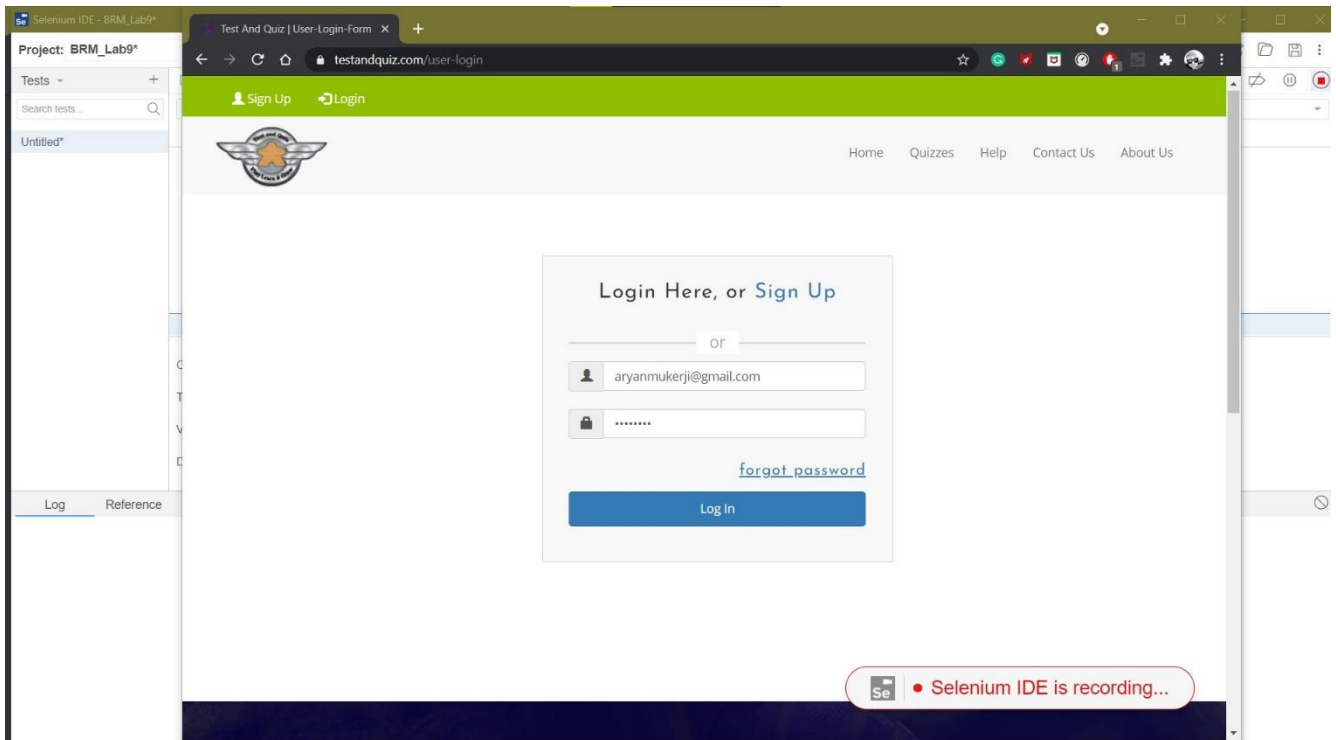 Selenium IDE - BRM_Lab9*
Project: BRM_Lab9*
Tests
Search tests...
Untitled*
Log Reference
Test And Quiz | User-Login-Form
testandquiz.com/user-login
Sign Up Login
Home Quizzes Help Contact Us About Us
Login Here, or Sign Up
or
aryanmukerji@gmail.com
••••••••
forgot password
Log In
Se
Selenium IDE is recording...